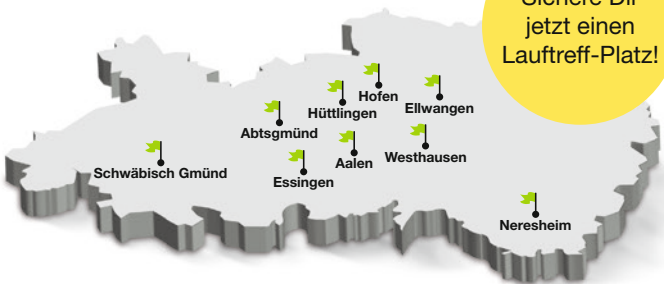 Sichere Dir
jetzt einen
Lauftreff-Platz!
Hofen
Hüttlingen
Ellwangen
Abtsgmünd
Aalen
Westhausen
Schwäbisch Gmünd
Essingen
Neresheim